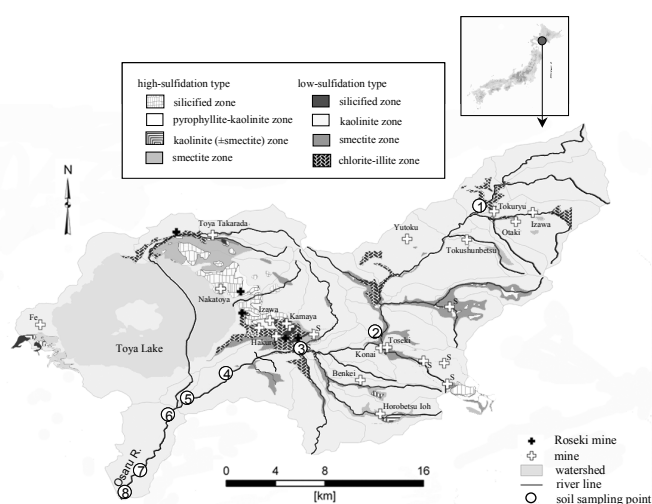 high-sulfidation type
silicified zone
pyrophyllite-kaolinite zone
kaolinite (±smectite) zone
smectite zone
low-sulfidation type
silicified zone
kaolinite zone
smectite zone
chlorite-illite zone
N
1
Tokuryu
Toya Takarada
Yutoku
Otaki
Izawa
Tokushunbetsu
Nakatoya
S
Fe
Izawa
Kamaya
S
Toya Lake
2
Hakuryu
3
Konai
Toseki
S
S
4
Benkei
S
5
6
Horobetsu Ioh
Osaru R.
7
8
0 4 8 16
[km]
Roseki mine
mine
watershed
river line
soil sampling point